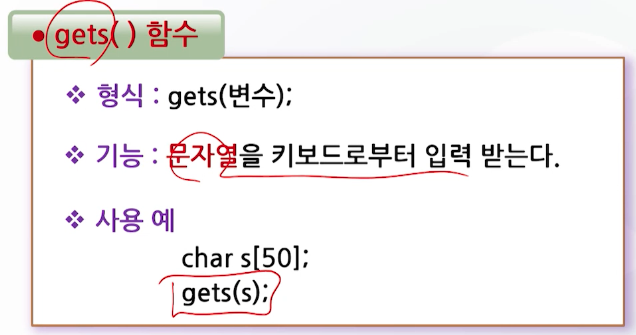 • gets( ) 함수
❖ 형식 : gets(변수);
❖ 기능 : 문자열을 키보드로부터 입력 받는다.
❖ 사용 예
char s[50];
gets(s);